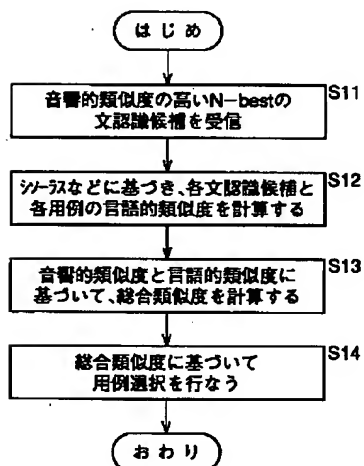 はじめ
音響的類似度の高いN-bestの
文認識候補を受信
S11
シソーラスなどに基づき、各文認識候補と
各用例の言語的類似度を計算する
S12
音響的類似度と言語的類似度に
基づいて、総合類似度を計算する
S13
総合類似度に基づいて
用例選択を行なう
S14
おわり